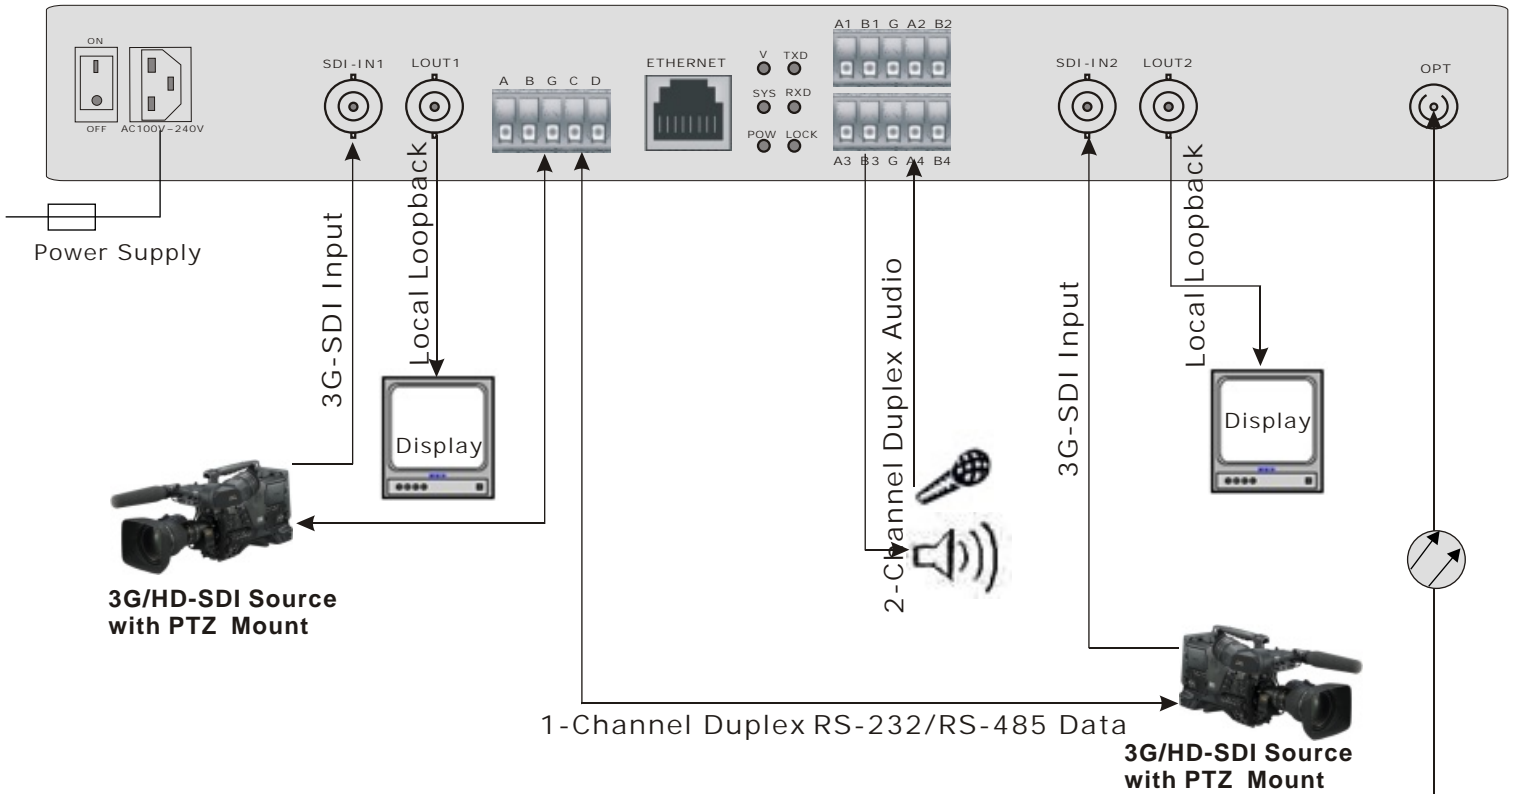 ON
OFF
AC100V~240V
SDI-IN1
LOUT1
A B G C D
ETHERNET
V TXD
SYS RXD
POW LOCK
A1 B1 G A2 B2
A3 B3 G A4 B4
SDI-IN2
LOUT2
OPT
Power Supply
3G-SDI Input
Local Loopback
Display
2-Channel Duplex Audio
3G-SDI Input
Local Loopback
Display
3G/HD-SDI Source
with PTZ Mount
1-Channel Duplex RS-232/RS-485 Data
3G/HD-SDI Source
with PTZ Mount